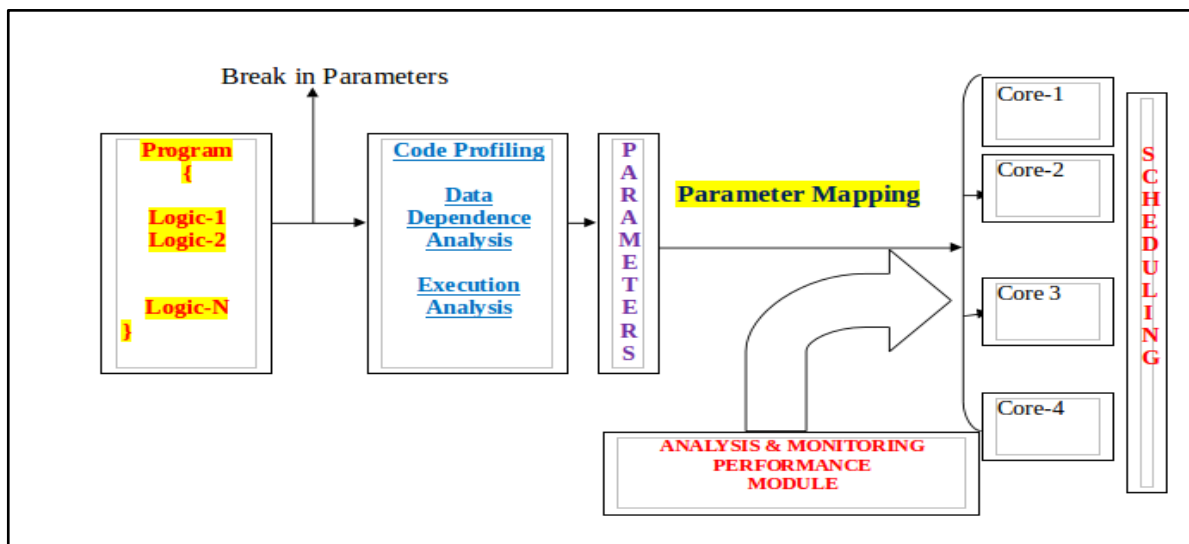 Break in Parameters
Program
{
Logic-1
Logic-2
Logic-N
}
Code Profiling
Data
Dependence
Analysis
Execution
Analysis
P
A
R
A
M
E
T
E
R
S
Parameter Mapping
Core-1
Core-2
Core 3
Core-4
S
C
H
E
D
U
L
I
N
G
ANALYSIS & MONITORING
PERFORMANCE
MODULE